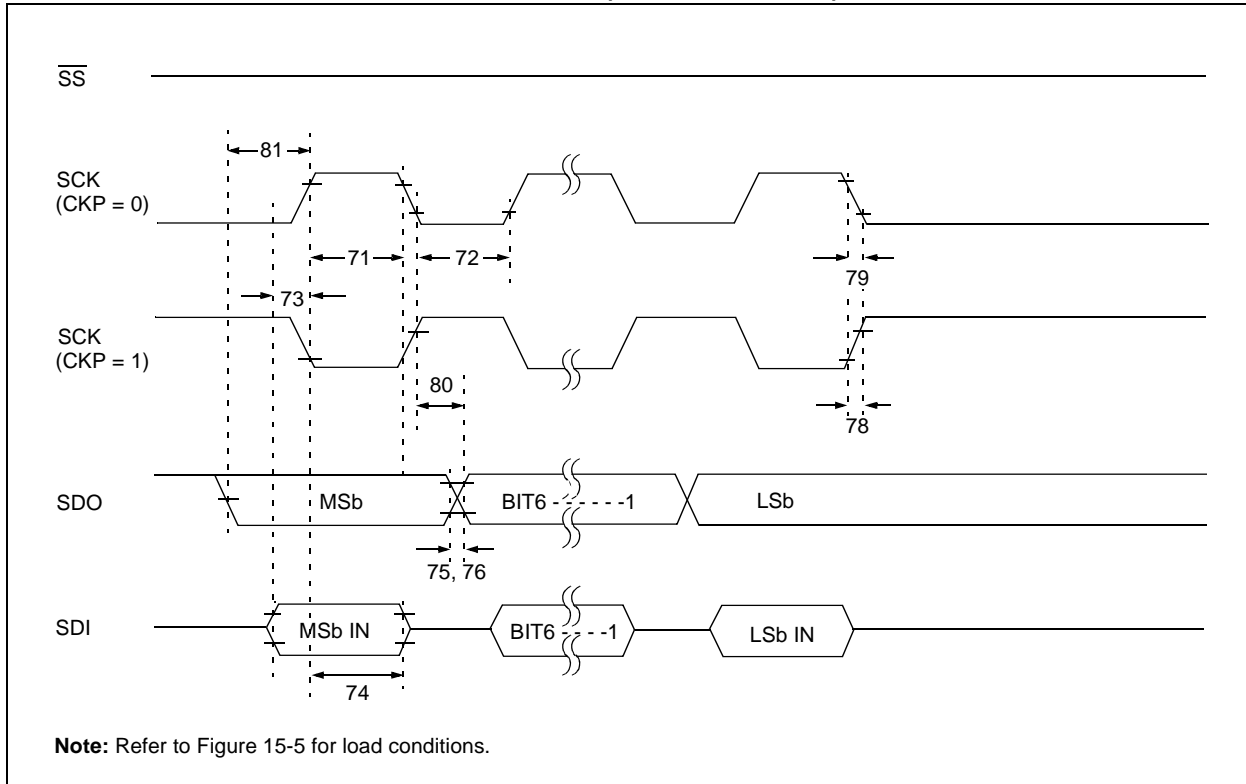 SS
81
SCK
(CKP = 0)
71
72
79
73
SCK
(CKP = 1)
80
78
SDO
MSb
BIT6 - - - - - -1
LSb
75, 76
SDI
MSb IN
BIT6 - - - -1
LSb IN
74
Note: Refer to Figure 15-5 for load conditions.